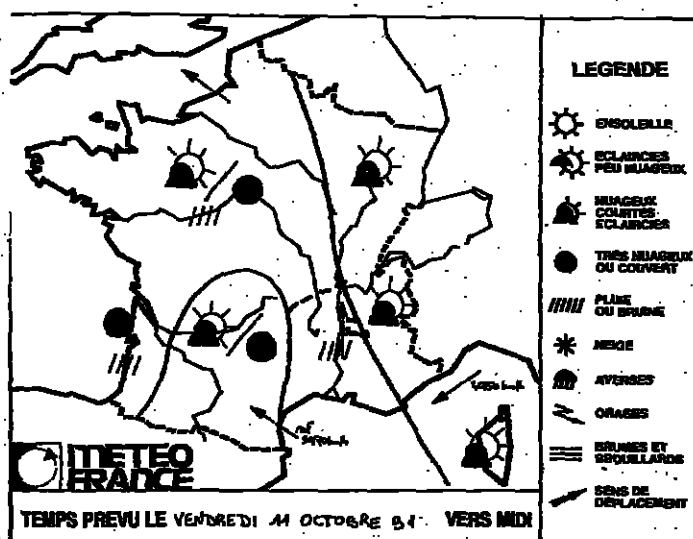 LEGENDE
ENSOLEILLE
ECLAIRCIES
PEU NUAGEUX
NUAGEUX
COURTES
ECLAIRCIES
TRÈS NUAGEUX
OU COUVERT
PLUIE
OU BRUINE
NEIGE
AVERSES
ORAGES
BRUMES ET
BROUILLARDS
SENS DE
DEPLACEMENT
METEO
FRANCE
TEMPS PREVU LE VENDREDI 11 OCTOBRE 91 VERS MIDI